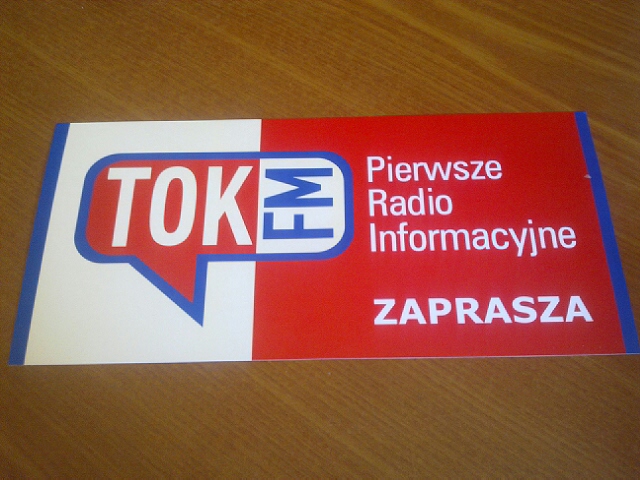 TOK FM
Pierwsze
Radio
Informacyjne
ZAPRASZA